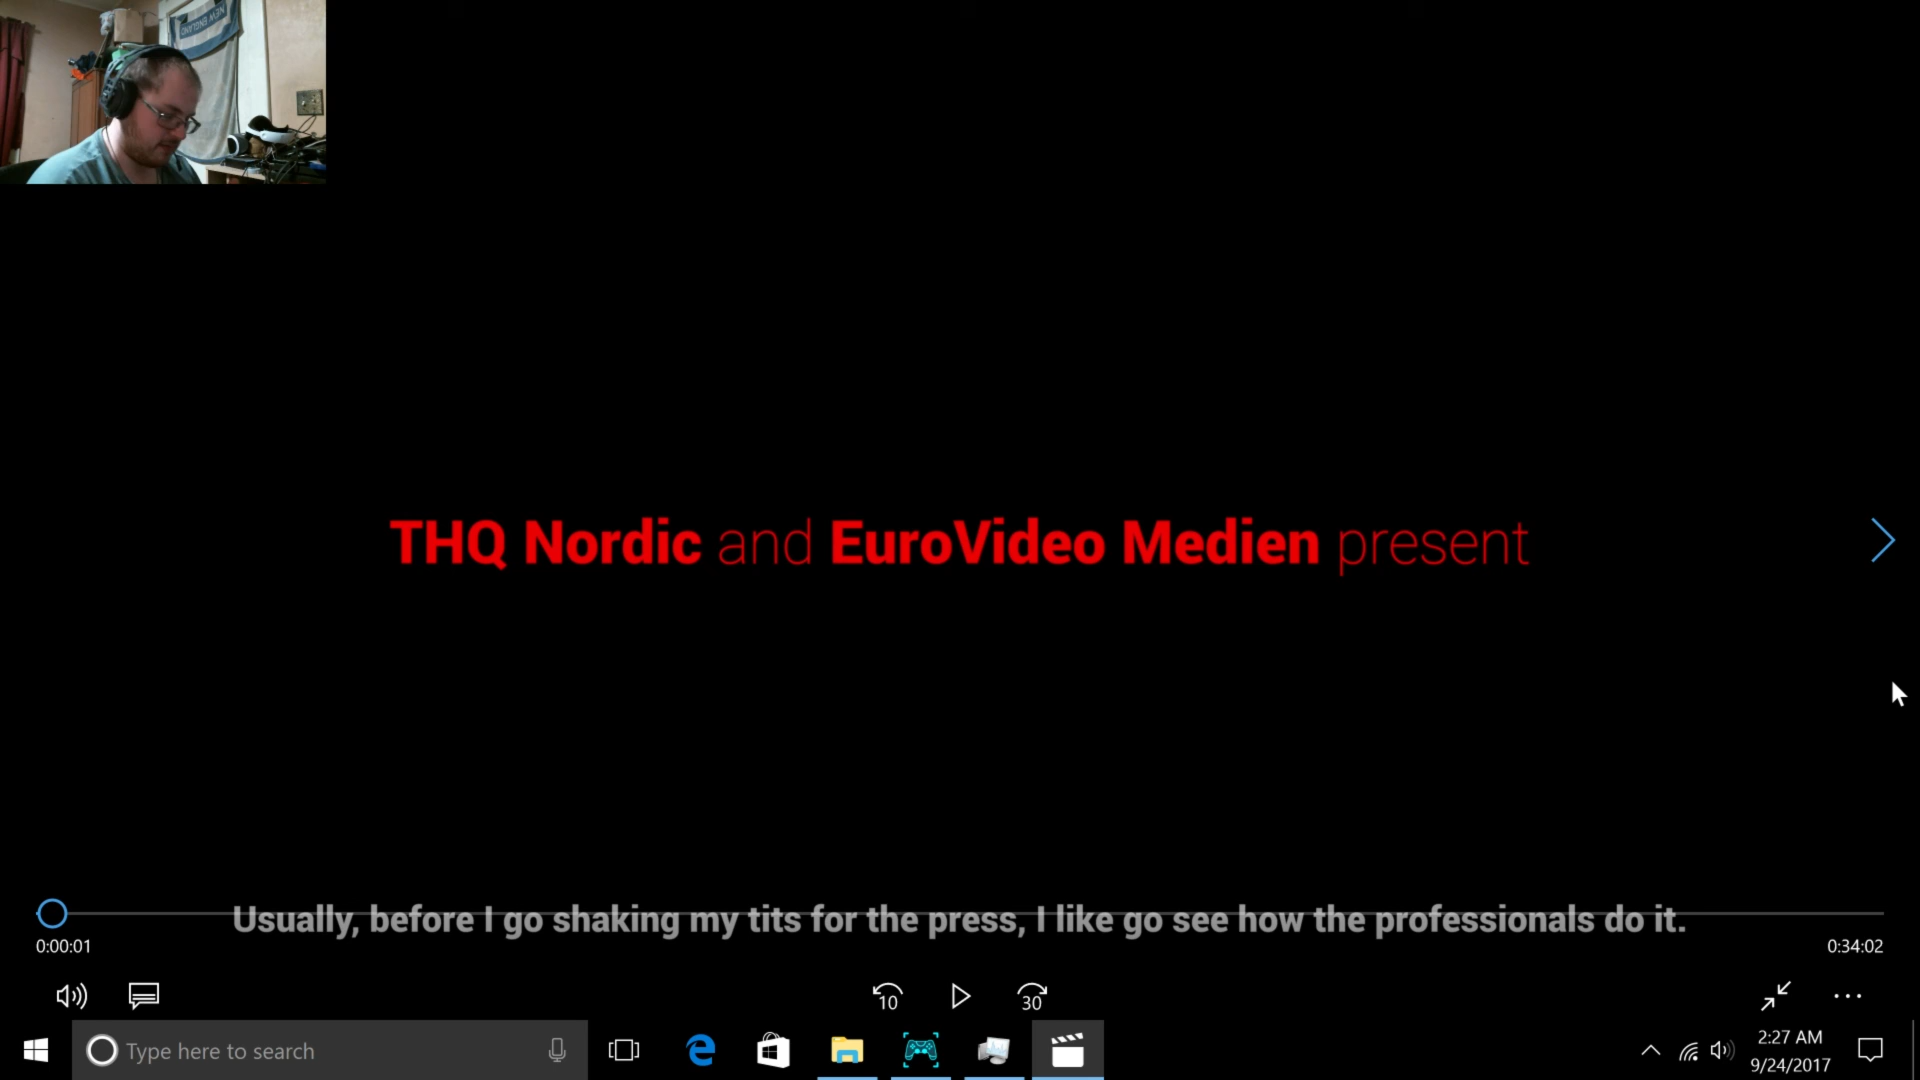 NEW ENGLAND
THQ Nordic and EuroVideo Medien present
Usually, before I go shaking my tits for the press, I like go see how the professionals do it.
0:00:01
0:34:02
10
30
Type here to search
2:27 AM
9/24/2017